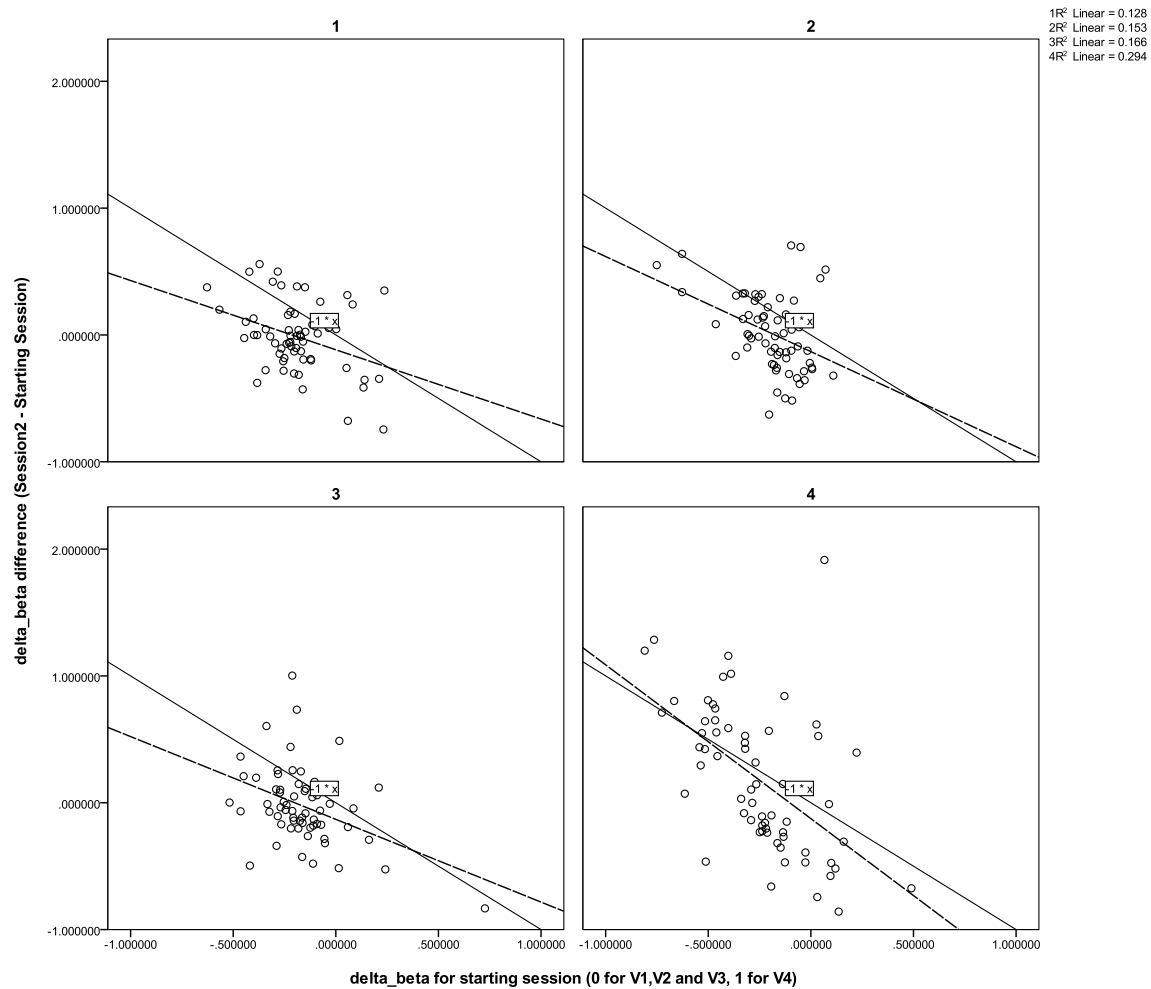 1R² Linear = 0.128
2R² Linear = 0.153
3R² Linear = 0.166
4R² Linear = 0.294
1
2
2.000000
1.000000
.000000
-1.000000
-1 * x
-1 * x
3
4
2.000000
1.000000
.000000
-1.000000
-1 * x
-1 * x
-1.000000 -.500000 .000000 .500000 1.000000
-1.000000 -.500000 .000000 .500000 1.000000
delta_beta difference (Session2 - Starting Session)
delta_beta for starting session (0 for V1,V2 and V3, 1 for V4)